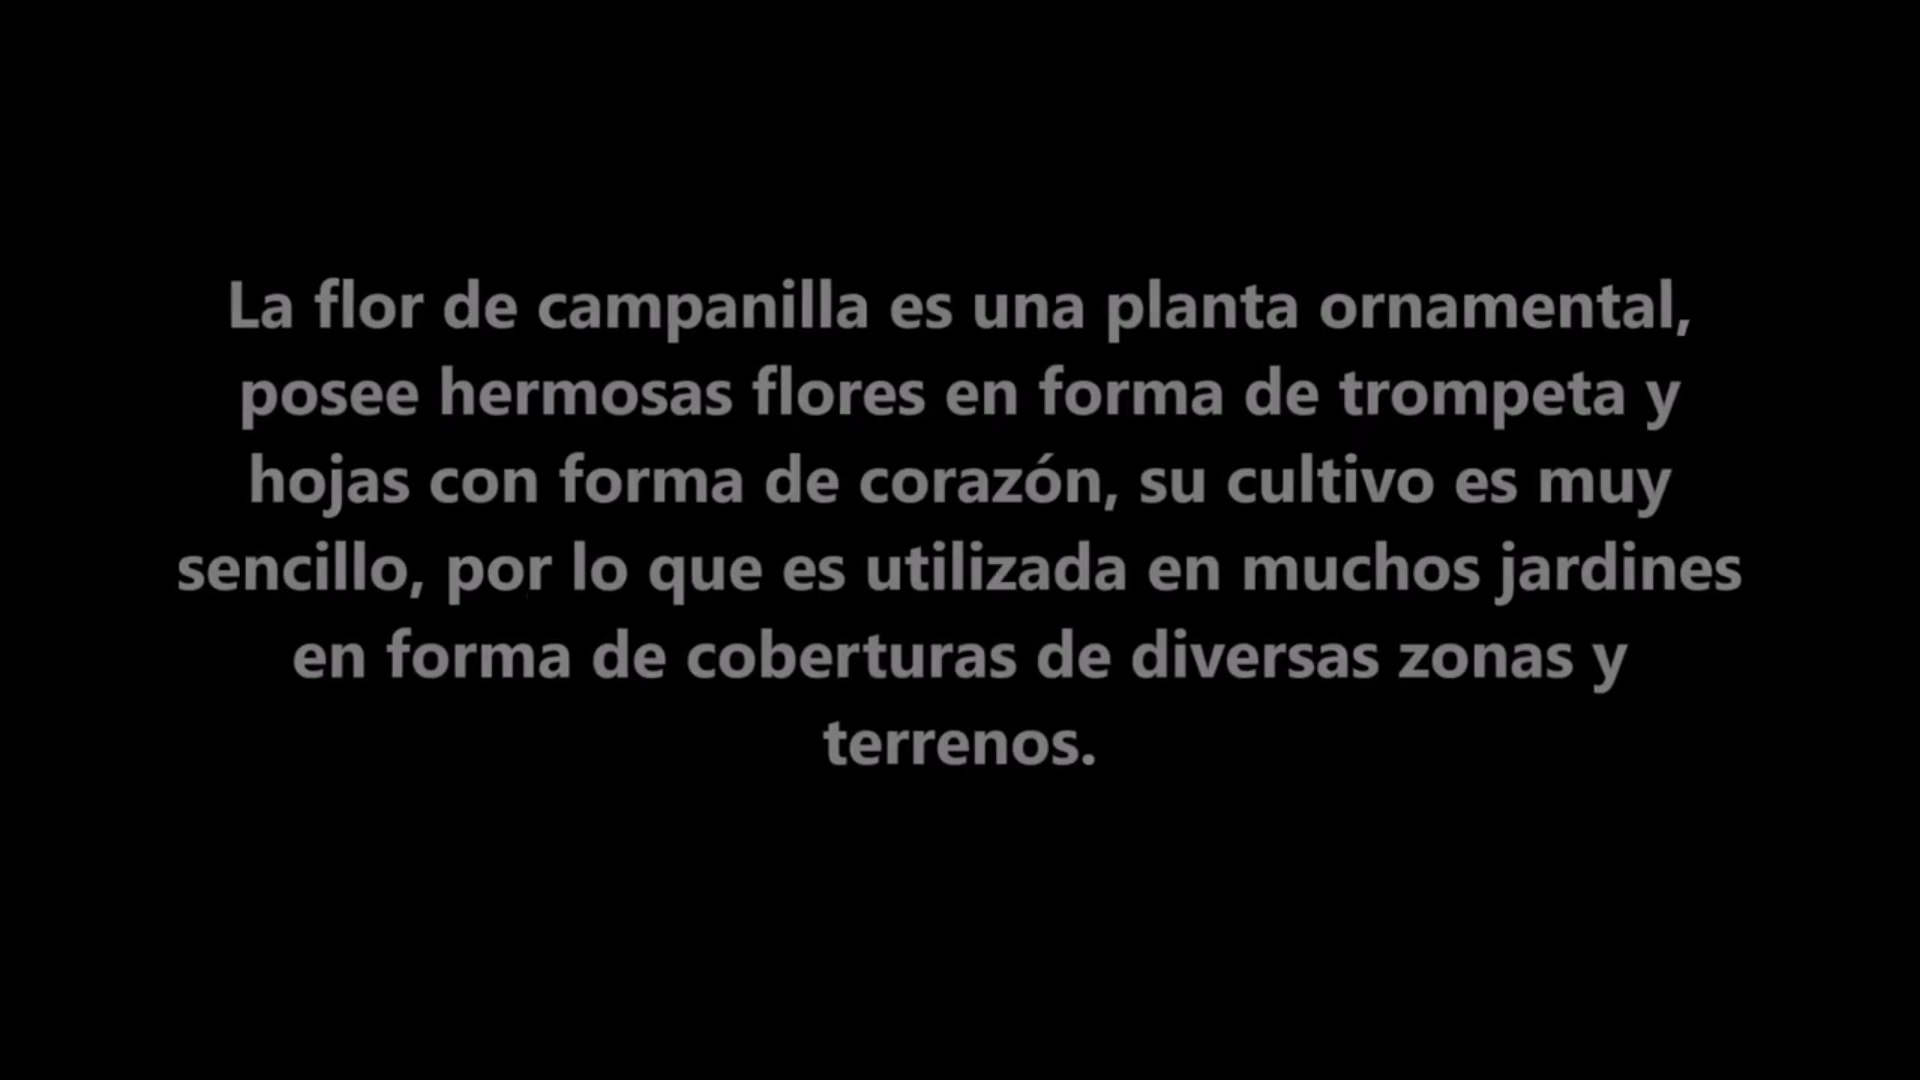 La flor de campanilla es una planta ornamental,
posee hermosas flores en forma de trompeta y
hojas con forma de corazón, su cultivo es muy
sencillo, por lo que es utilizada en muchos jardines
en forma de coberturas de diversas zonas y
terrenos.